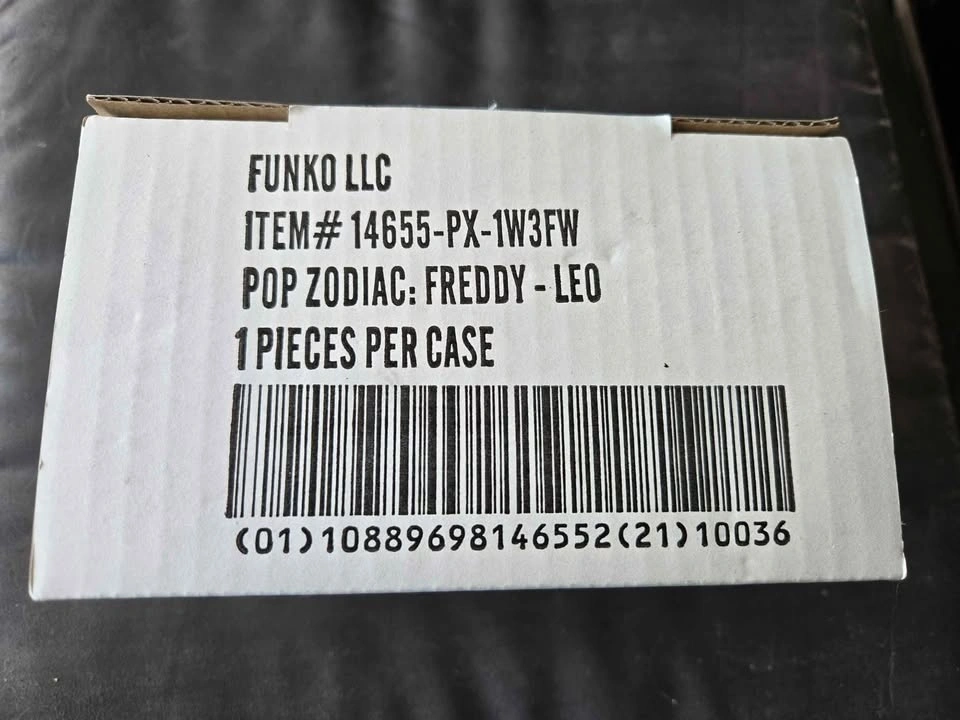 FUNKO LLC
ITEM# 14655-PX-1W3FW
POP ZODIAC: FREDDY - LEO
1 PIECES PER CASE
(01)10889698146552(21)10036